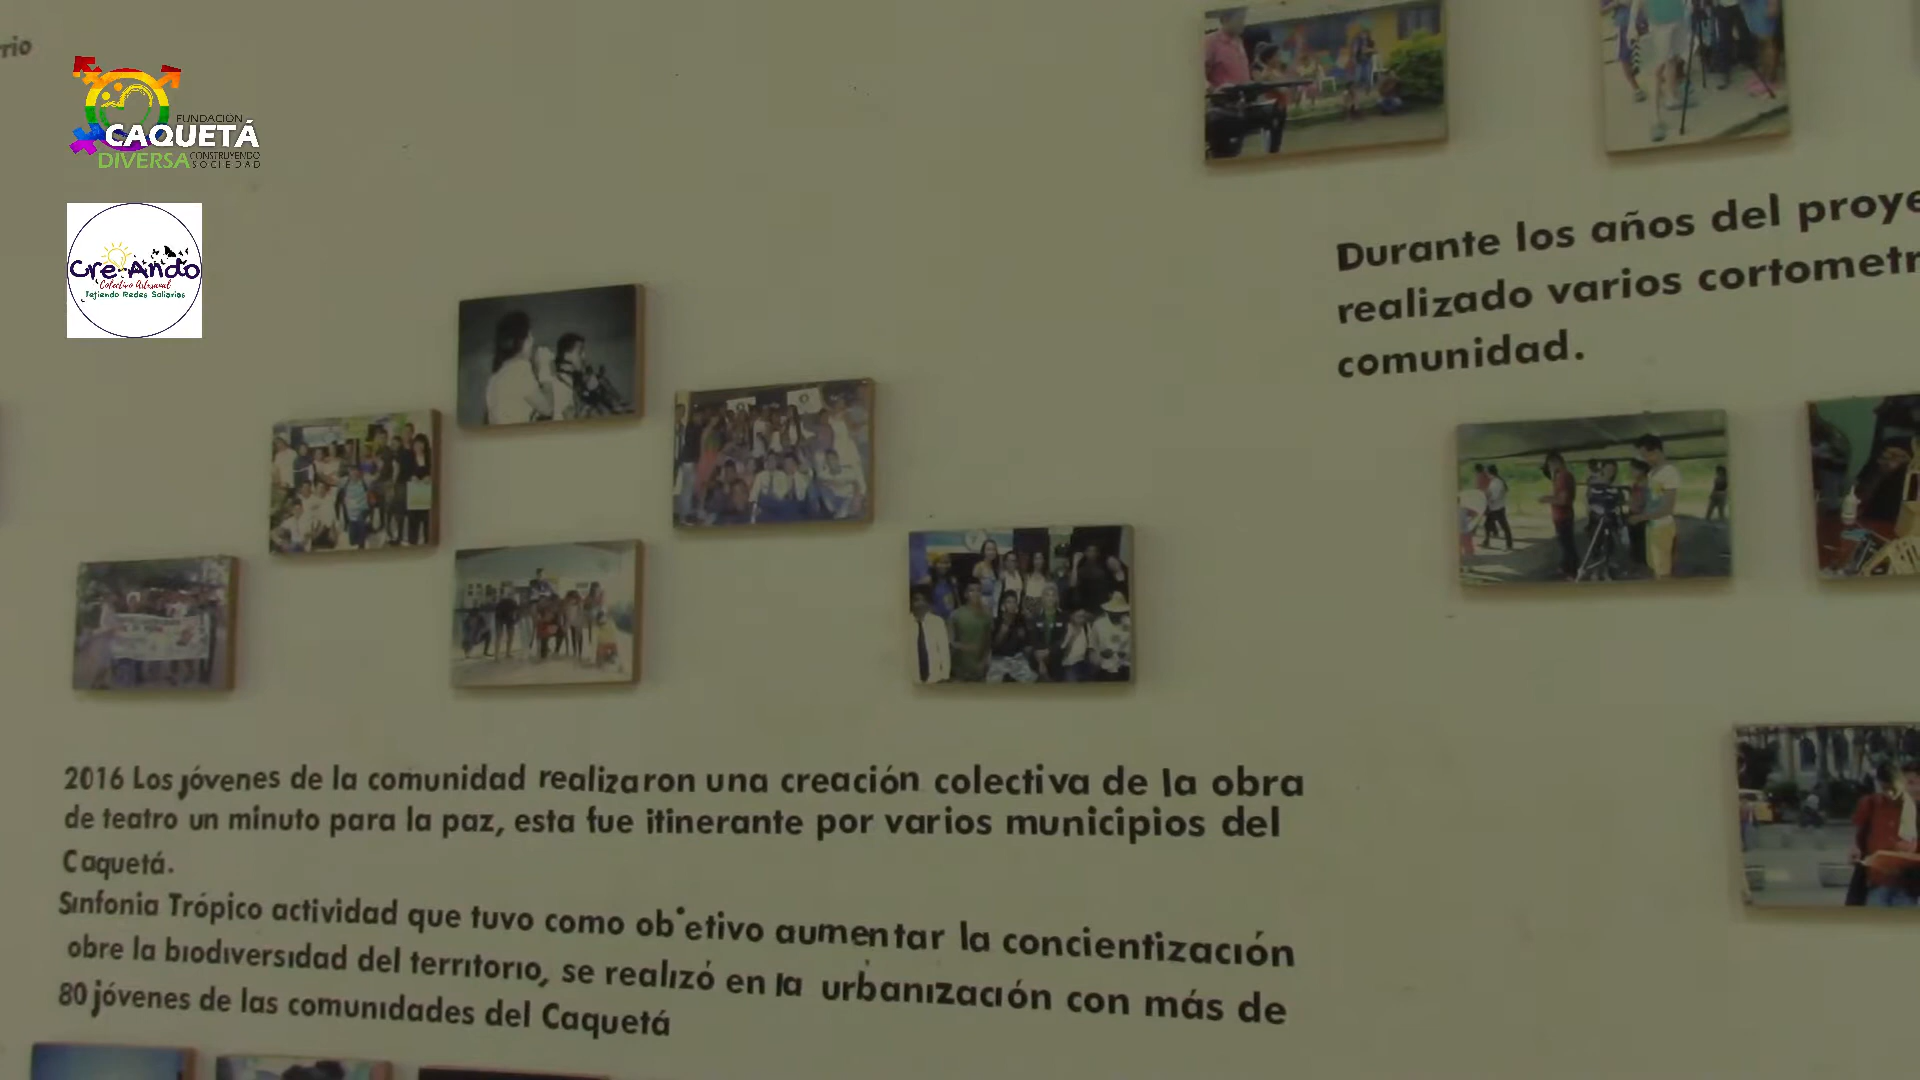 rio
FUNDACIÓN
CAQUETÁ
DIVERSA CONSTRUYENDO
SOCIEDAD
Cre-Ando
Colectivo Artesanal
Tejiendo Redes Solidarias
Durante los años del proye
realizado varios cortometr
comunidad.
2016 Los jóvenes de la comunidad realizaron una creación colectiva de la obra
de teatro un minuto para la paz, esta fue itinerante por varios municipios del
Caquetá.
Sinfonia Trópico actividad que tuvo como ob etivo aumentar la concientización
obre la biodiversidad del territorio, se realizó en la urbanización con más de
80 jóvenes de las comunidades del Caquetá